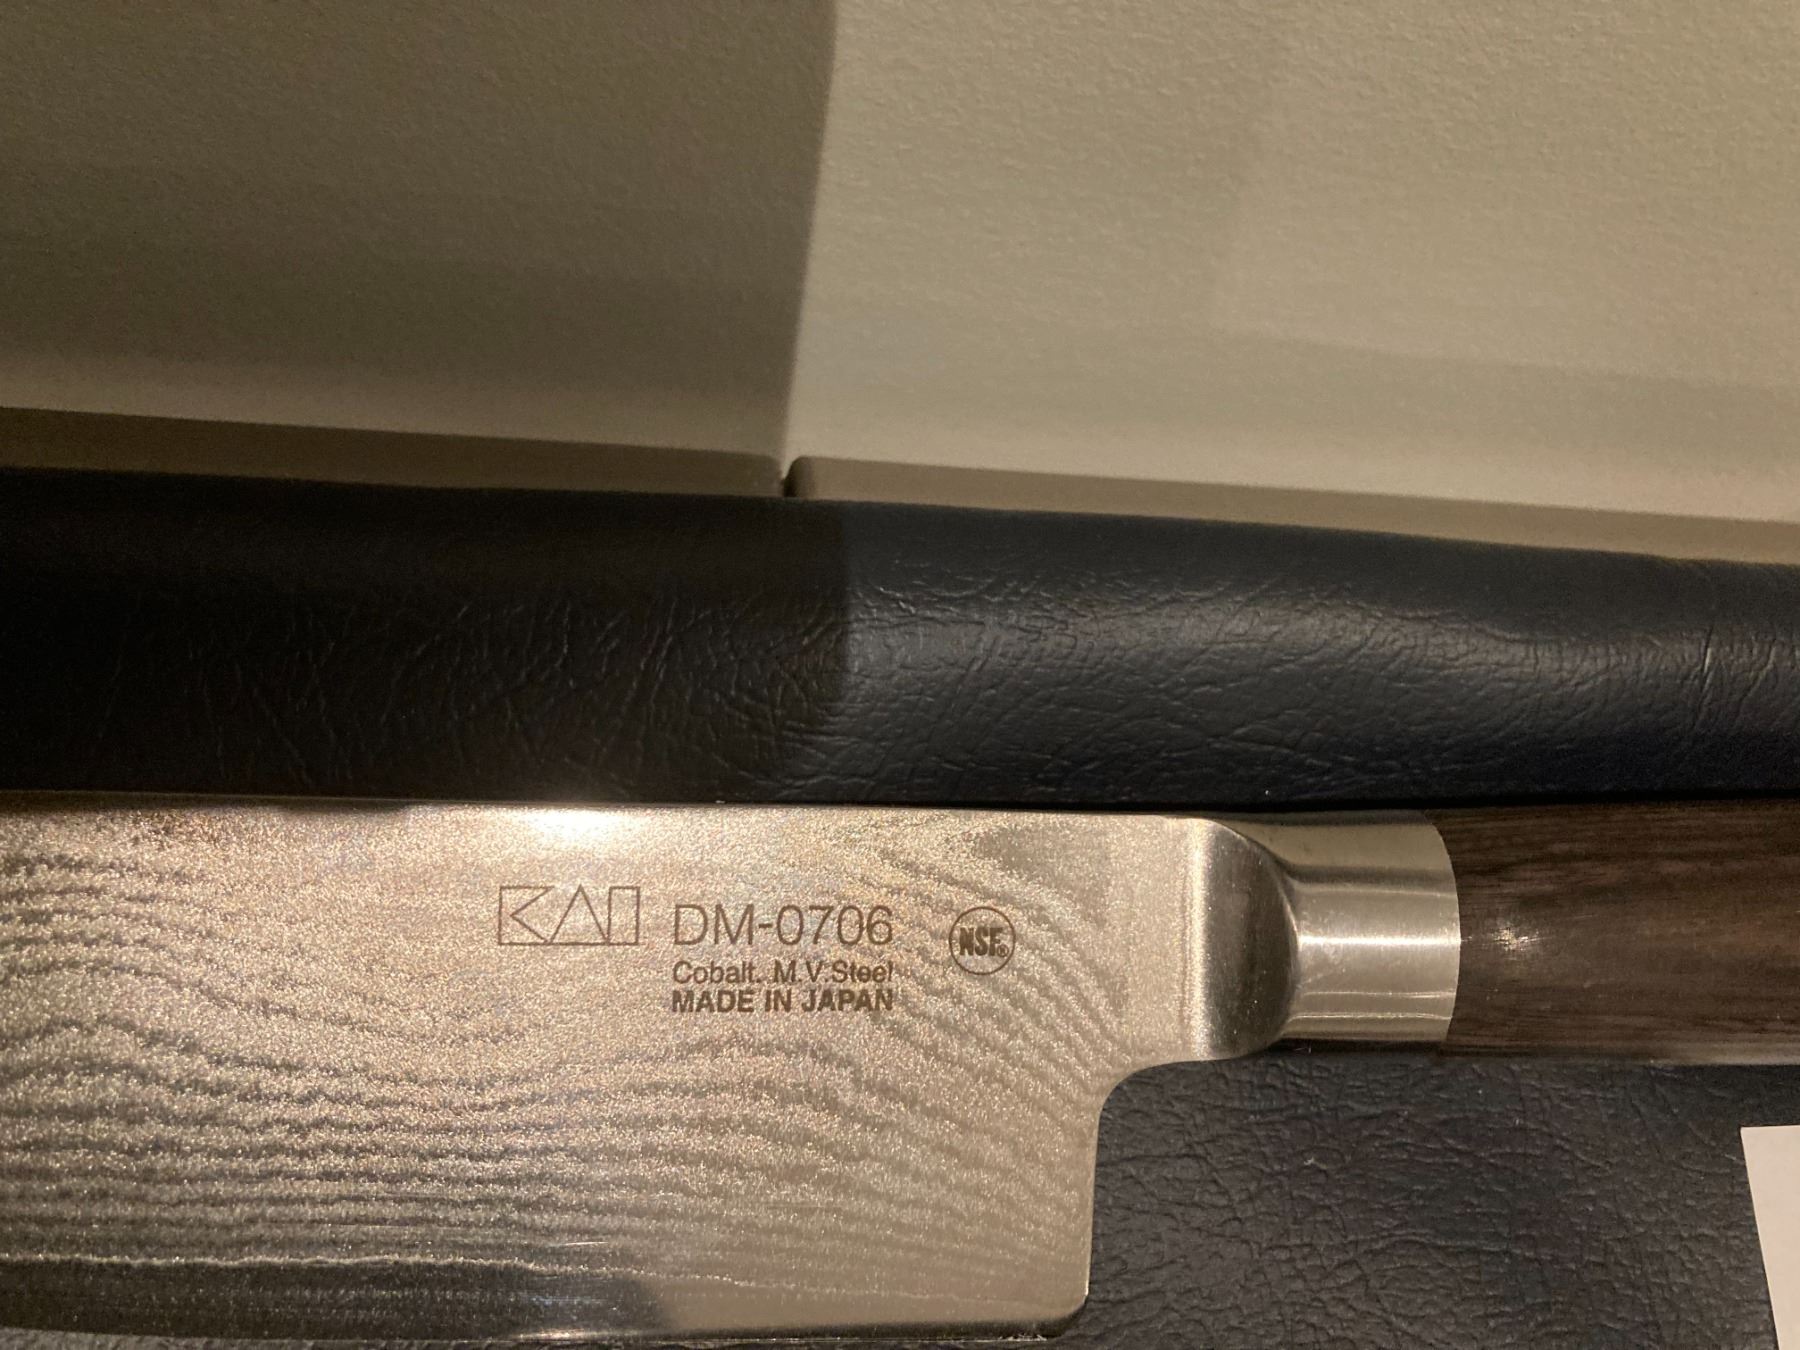 KAI DM-0706 NSF®
Cobalt. M.V.Steel
MADE IN JAPAN